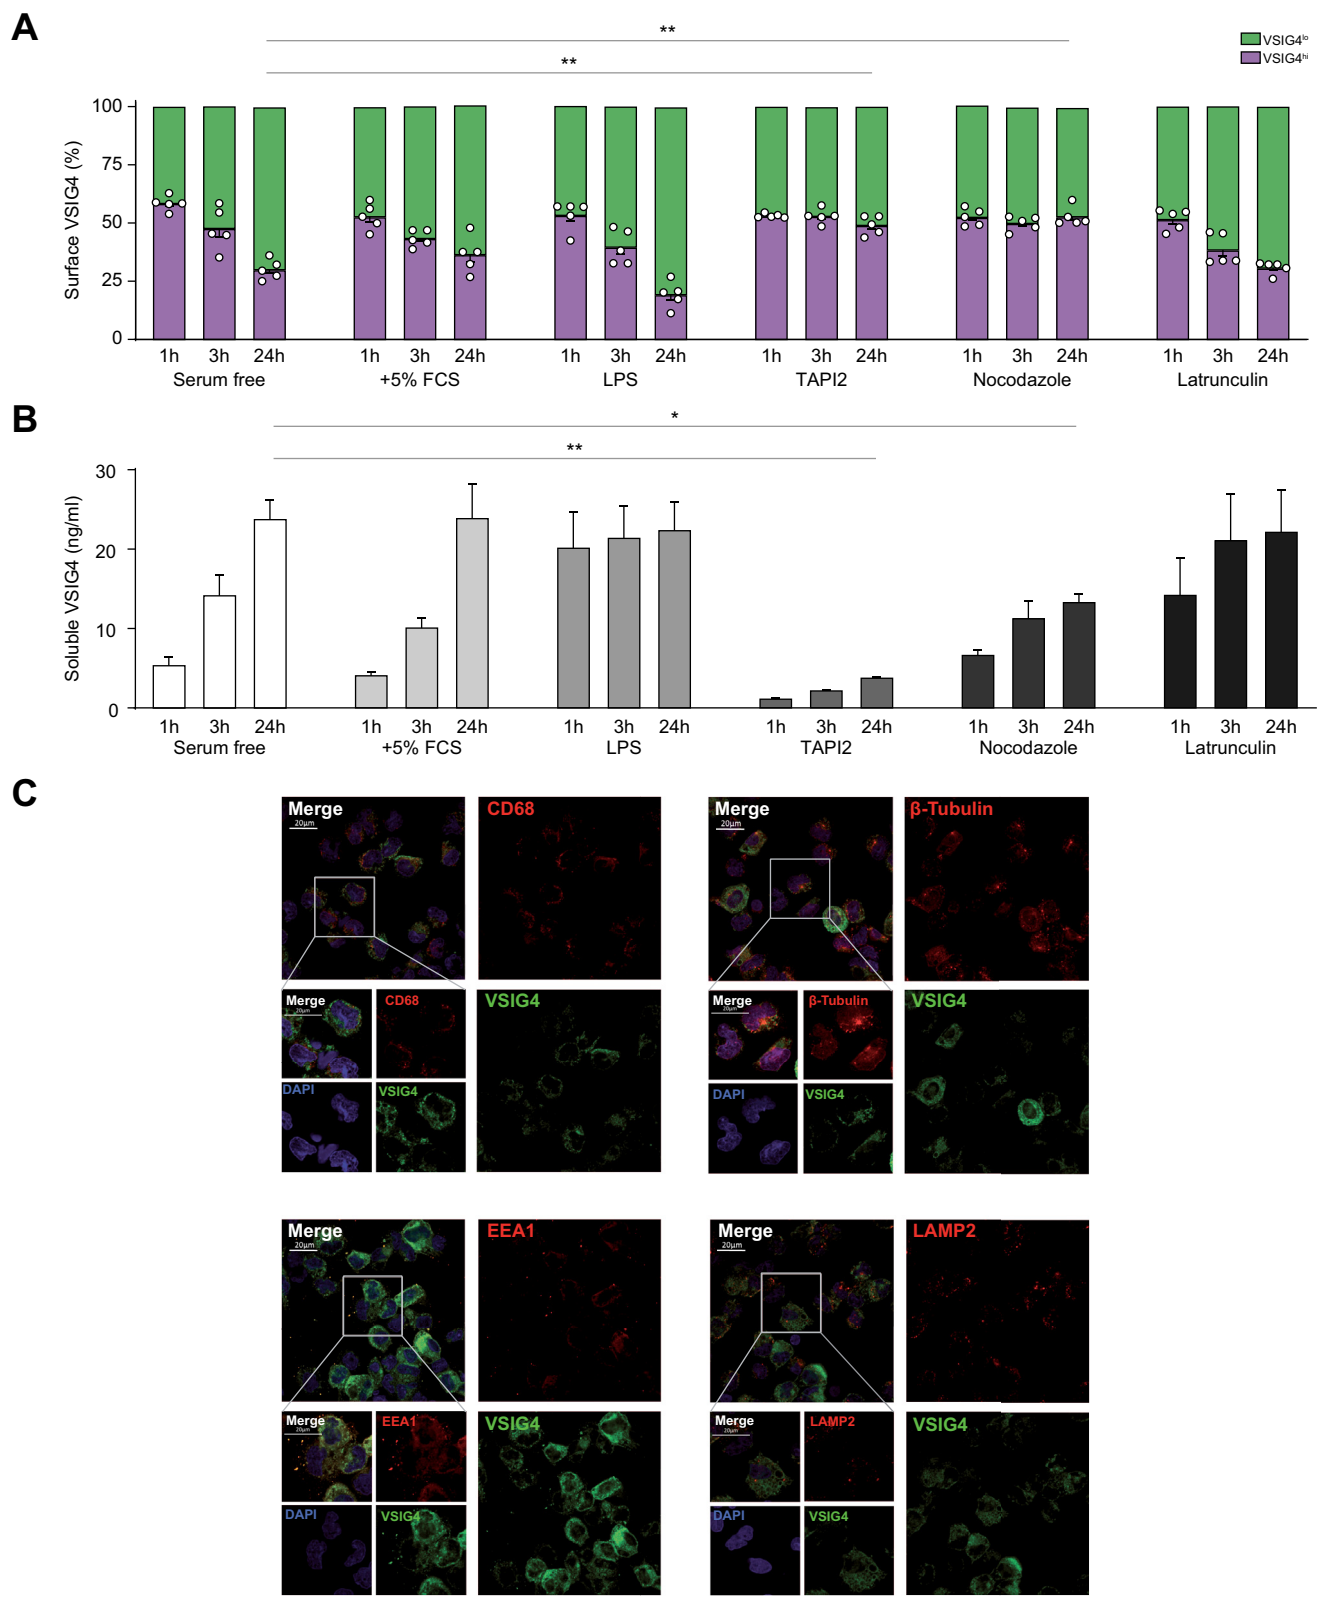 A
**
**
VSIG4lo
VSIG4hi
Surface VSIG4 (%)
100
75
50
25
0
1h 3h 24h 1h 3h 24h 1h 3h 24h 1h 3h 24h 1h 3h 24h 1h 3h 24h
Serum free +5% FCS LPS TAPI2 Nocodazole Latrunculin
B
*
**
Soluble VSIG4 (ng/ml)
30
20
10
0
1h 3h 24h 1h 3h 24h 1h 3h 24h 1h 3h 24h 1h 3h 24h 1h 3h 24h
Serum free +5% FCS LPS TAPI2 Nocodazole Latrunculin
C
Merge
20µm
CD68
Merge
20µm
CD68
VSIG4
DAPI
VSIG4
Merge
20µm
β-Tubulin
Merge
20µm
β-Tubulin
VSIG4
DAPI
VSIG4
Merge
20µm
EEA1
Merge
20µm
EEA1
VSIG4
DAPI
VSIG4
Merge
20µm
LAMP2
Merge
20µm
LAMP2
VSIG4
DAPI
VSIG4